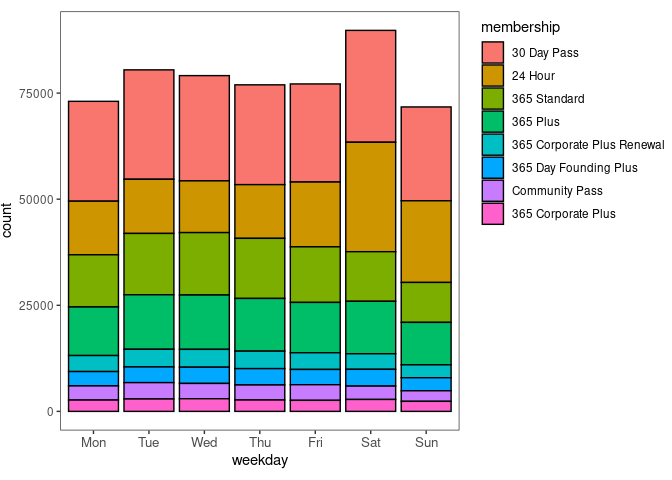 membership
30 Day Pass
24 Hour
365 Standard
365 Plus
365 Corporate Plus Renewal
365 Day Founding Plus
Community Pass
365 Corporate Plus
count
75000
50000
25000
0
Mon Tue Wed Thu Fri Sat Sun
weekday